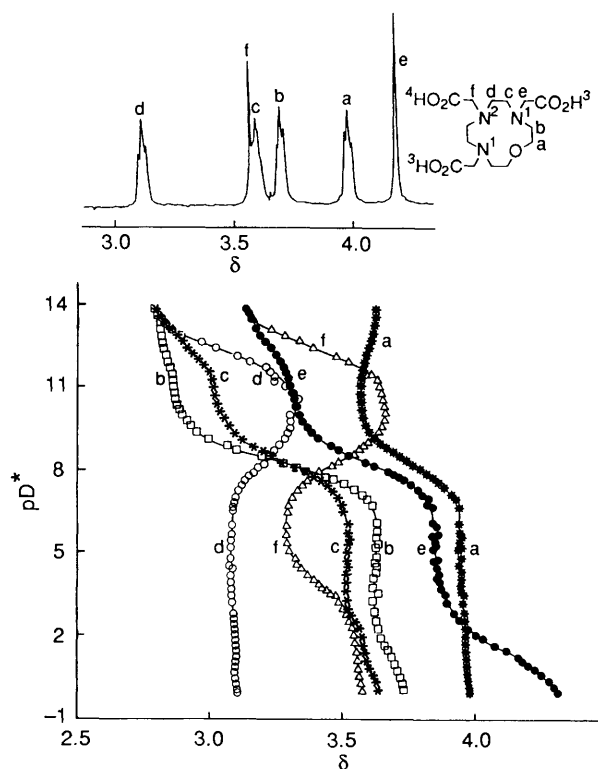 f
e
c
b
a
d
3.0
3.5
4.0
δ
f d c e
⁴HO₂C
CO₂H³
N²
N¹
b
a
³HO₂C
N¹
O
14
11
8
5
2
−1
pD*
b
c
d
e
f
a
d
f
c
b
e
a
2.5
3.0
3.5
4.0
δ